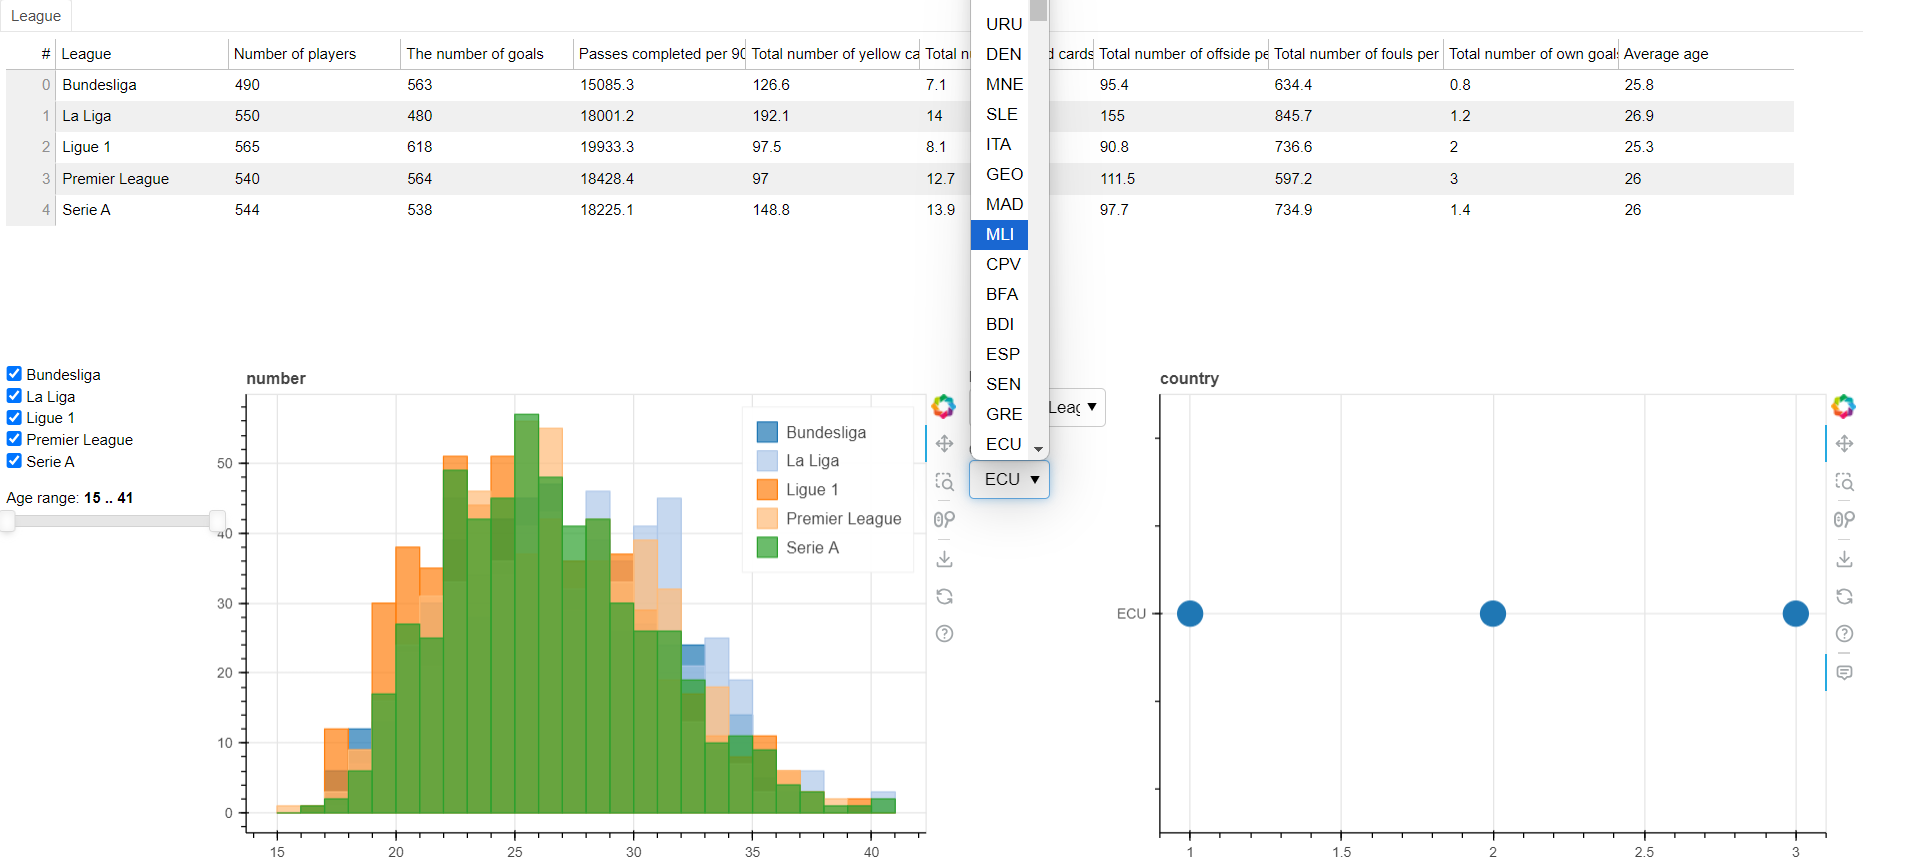 League
# League Number of players The number of goals Passes completed per 90 Total number of yellow ca Total n d cards Total number of offside pe Total number of fouls per Total number of own goals Average age
0 Bundesliga 490 563 15085.3 126.6 7.1 95.4 634.4 0.8 25.8
1 La Liga 550 480 18001.2 192.1 14 155 845.7 1.2 26.9
2 Ligue 1 565 618 19933.3 97.5 8.1 90.8 736.6 2 25.3
3 Premier League 540 564 18428.4 97 12.7 111.5 597.2 3 26
4 Serie A 544 538 18225.1 148.8 13.9 97.7 734.9 1.4 26
URU
DEN
MNE
SLE
ITA
GEO
MAD
MLI
CPV
BFA
BDI
ESP
SEN
GRE
ECU
Leag
ECU
Bundesliga
La Liga
Ligue 1
Premier League
Serie A
Age range: 15 .. 41
number
Bundesliga
La Liga
Ligue 1
Premier League
Serie A
50
40
30
20
10
0
15 20 25 30 35 40
country
ECU
1 1.5 2 2.5 3